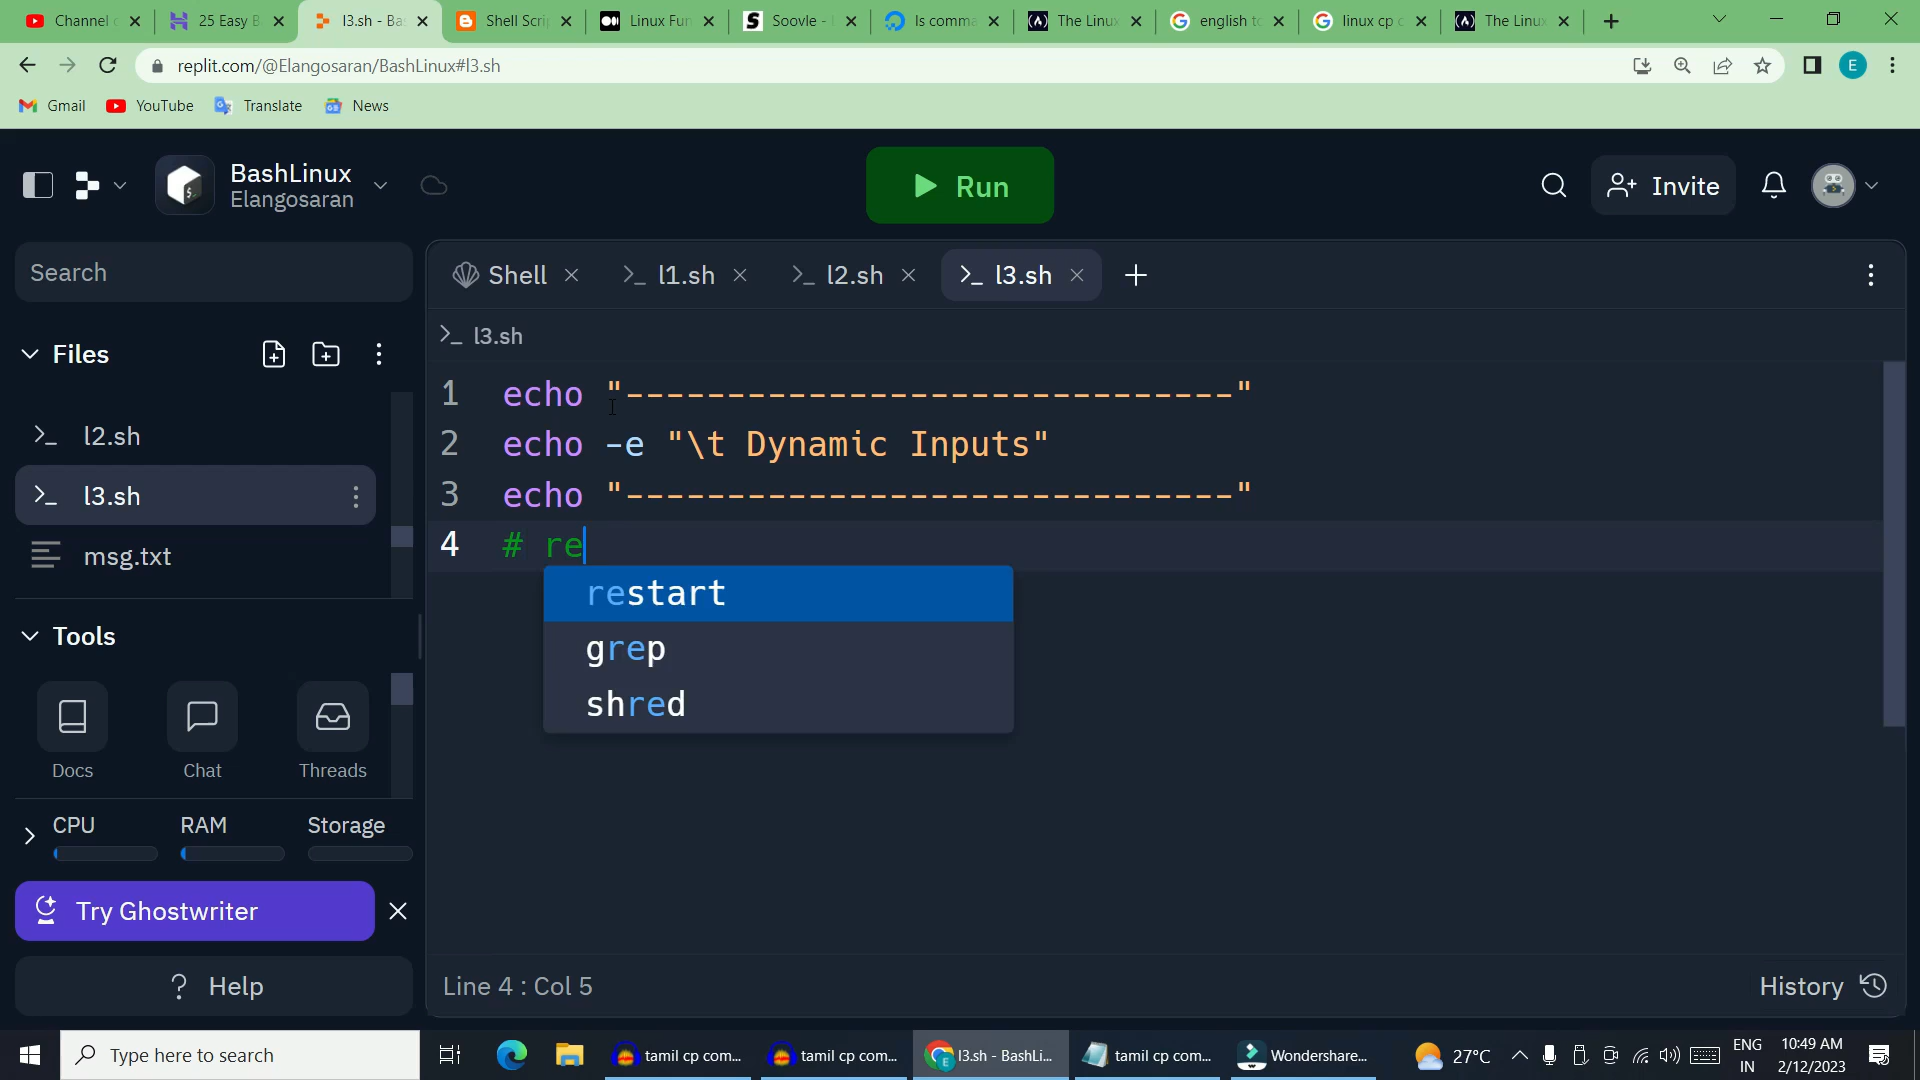 Channel
25 Easy B
l3.sh - Bas
Shell Scrip
Linux Fun
Soovle -
ls comma
The Linu
english to
linux cp c
The Linux
replit.com/@Elangosaran/BashLinux#l3.sh
E
Gmail
YouTube
Translate
News
BashLinux
Elangosaran
Run
Invite
Search
Shell
l1.sh
l2.sh
l3.sh
Files
l3.sh
l2.sh
l3.sh
msg.txt
1 echo "------------------------------"
2 echo -e "\t Dynamic Inputs"
3 echo "------------------------------"
4 # re
restart
grep
shred
Tools
Docs
Chat
Threads
CPU
RAM
Storage
Try Ghostwriter
? Help
Line 4 : Col 5
History
Type here to search
tamil cp com...
tamil cp com...
l3.sh - BashLi...
tamil cp com...
Wondershare...
27°C
ENG
IN
10:49 AM
2/12/2023